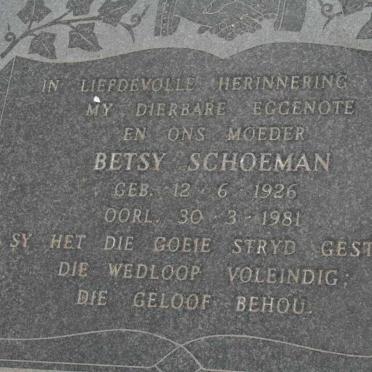 IN LIEFDEVOLLE HERINNERING
MY DIERBARE EGGENOTE
EN ONS MOEDER
BETSY SCHOEMAN
GEB. 12 · 6 · 1926
OORL. 30 · 3 · 1981
SY HET DIE GOEIE STRYD GEST
DIE WEDLOOP VOLEINDIG;
DIE GELOOF BEHOU.